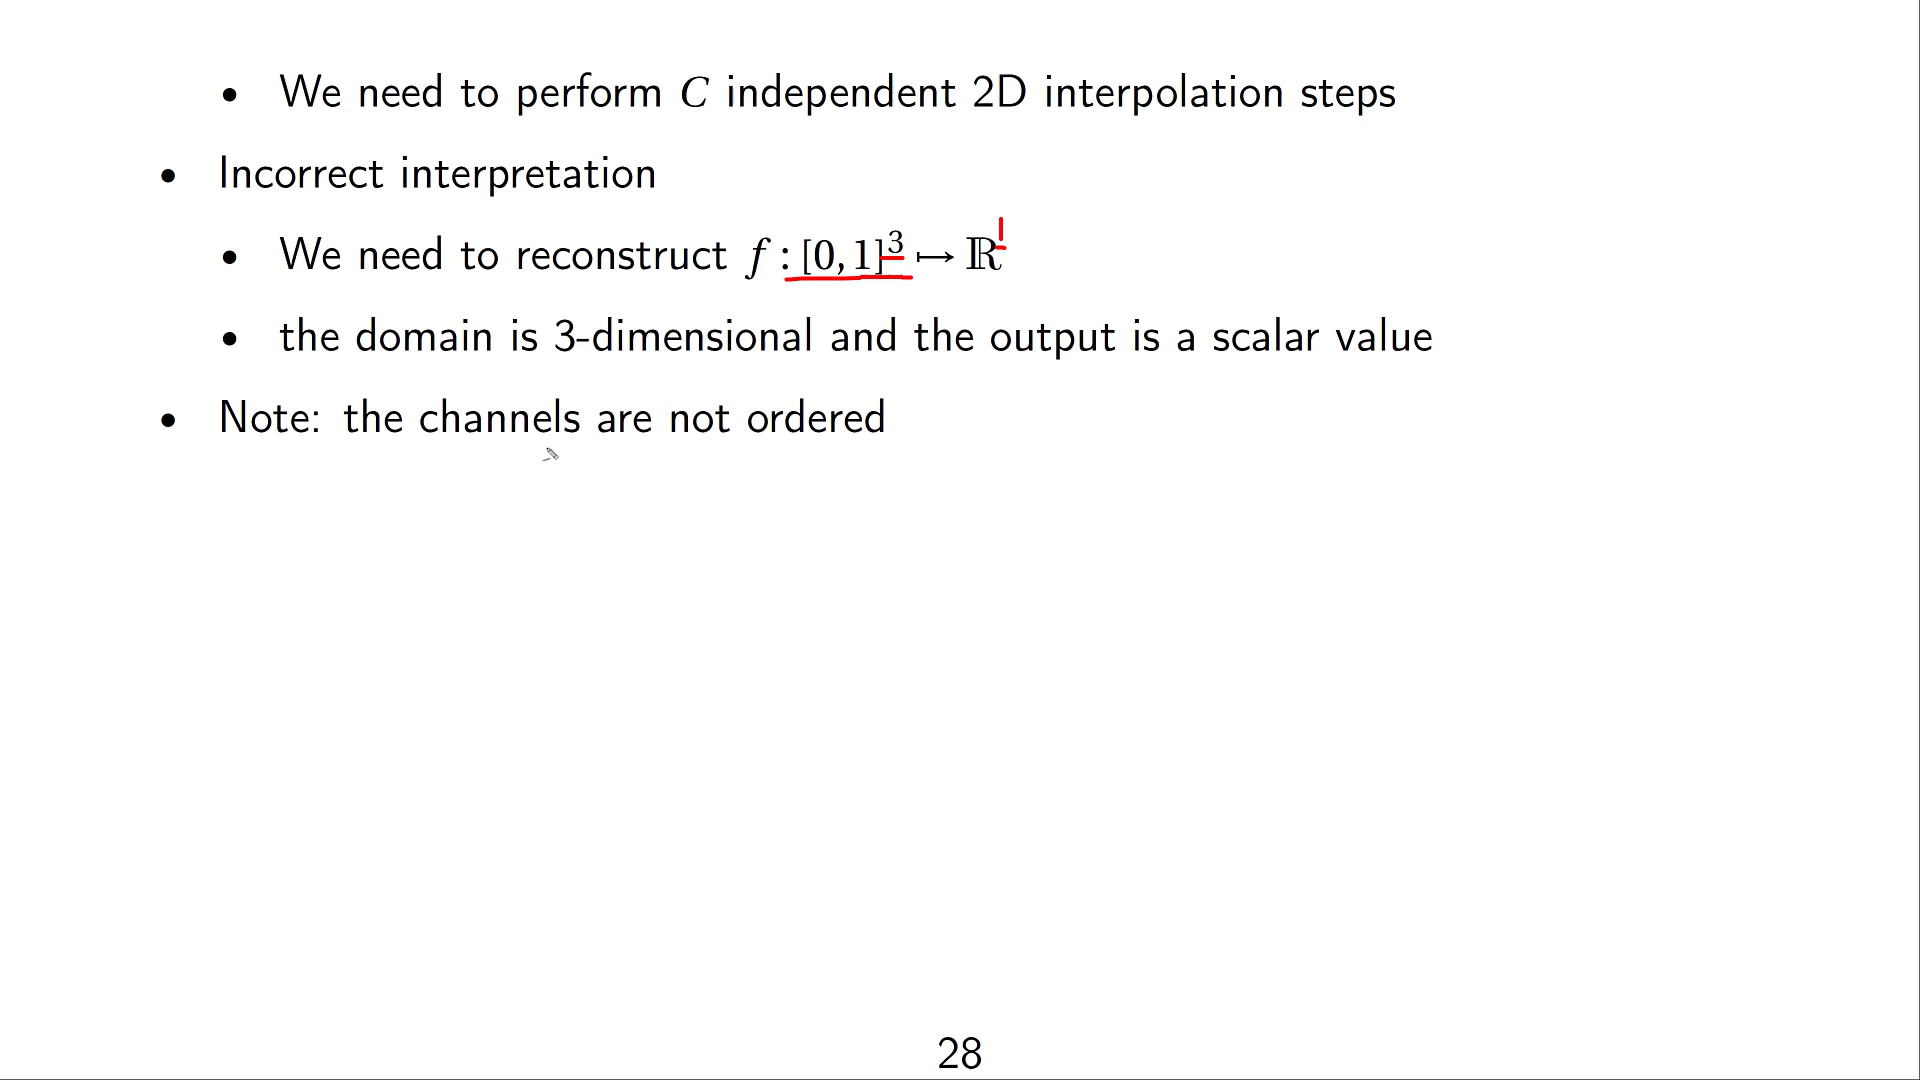 • We need to perform C independent 2D interpolation steps
• Incorrect interpretation
• We need to reconstruct f : [0, 1]³ ↦ ℝ¹
• the domain is 3-dimensional and the output is a scalar value
• Note: the channels are not ordered
28